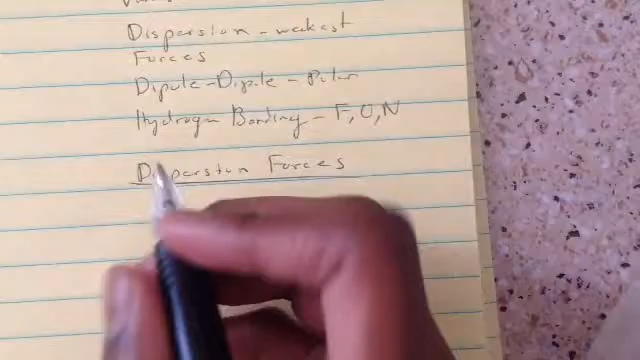 Dispersion - weakest
Forces
Dipole-Dipole - Polar
Hydrogen Bonding - F, O, N
Dispersion Forces